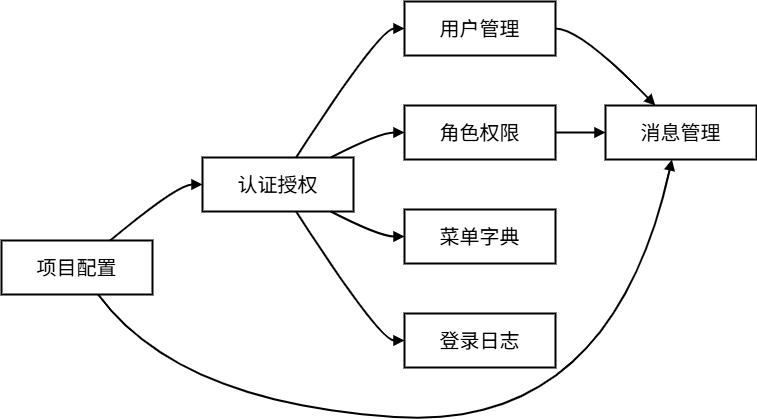 项目配置
认证授权
用户管理
角色权限
菜单字典
登录日志
消息管理